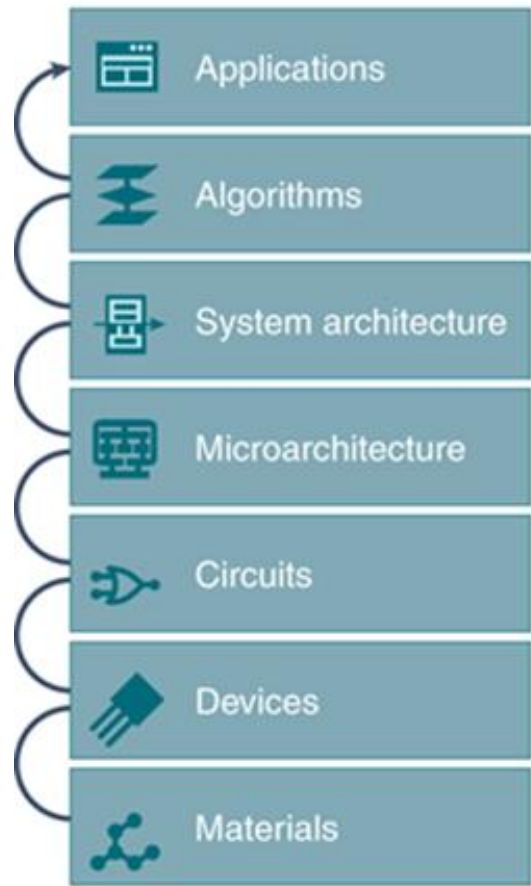 Applications
Algorithms
System architecture
Microarchitecture
Circuits
Devices
Materials